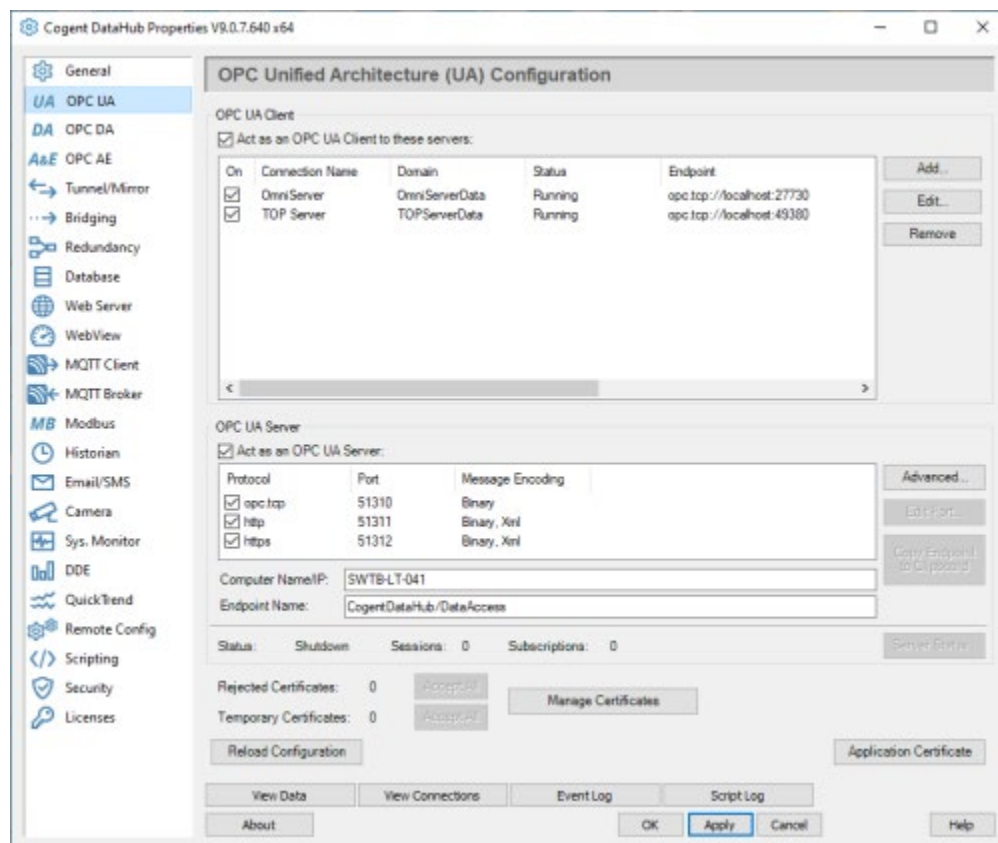 Cogent DataHub Properties V9.0.7.640 x64
General
UA OPC UA
DA OPC DA
A&E OPC AE
Tunnel/Mirror
Bridging
Redundancy
Database
Web Server
WebView
MQTT Client
MQTT Broker
MB Modbus
Historian
Email/SMS
Camera
Sys. Monitor
DDE
QuickTrend
Remote Config
Scripting
Security
Licenses
OPC Unified Architecture (UA) Configuration
OPC UA Client
Act as an OPC UA Client to these servers:
On Connection Name Domain Status Endpoint
OmniServer OmniServerData Running opc.tcp://localhost:27730
TOP Server TOPServerData Running opc.tcp://localhost:49380
Add...
Edit...
Remove
OPC UA Server
Act as an OPC UA Server:
Protocol Port Message Encoding
opc.tcp 51310 Binary
http 51311 Binary, Xml
https 51312 Binary, Xml
Advanced...
Edit Port...
Copy Endpoint
to Clipboard
Computer Name/IP: SWTB-LT-041
Endpoint Name: CogentDataHub/DataAccess
Status: Shutdown Sessions: 0 Subscriptions: 0
Rejected Certificates: 0 Accept All
Temporary Certificates: 0 Accept All
Manage Certificates
Reload Configuration
Application Certificate
View Data View Connections Event Log Script Log
About OK Apply Cancel Help